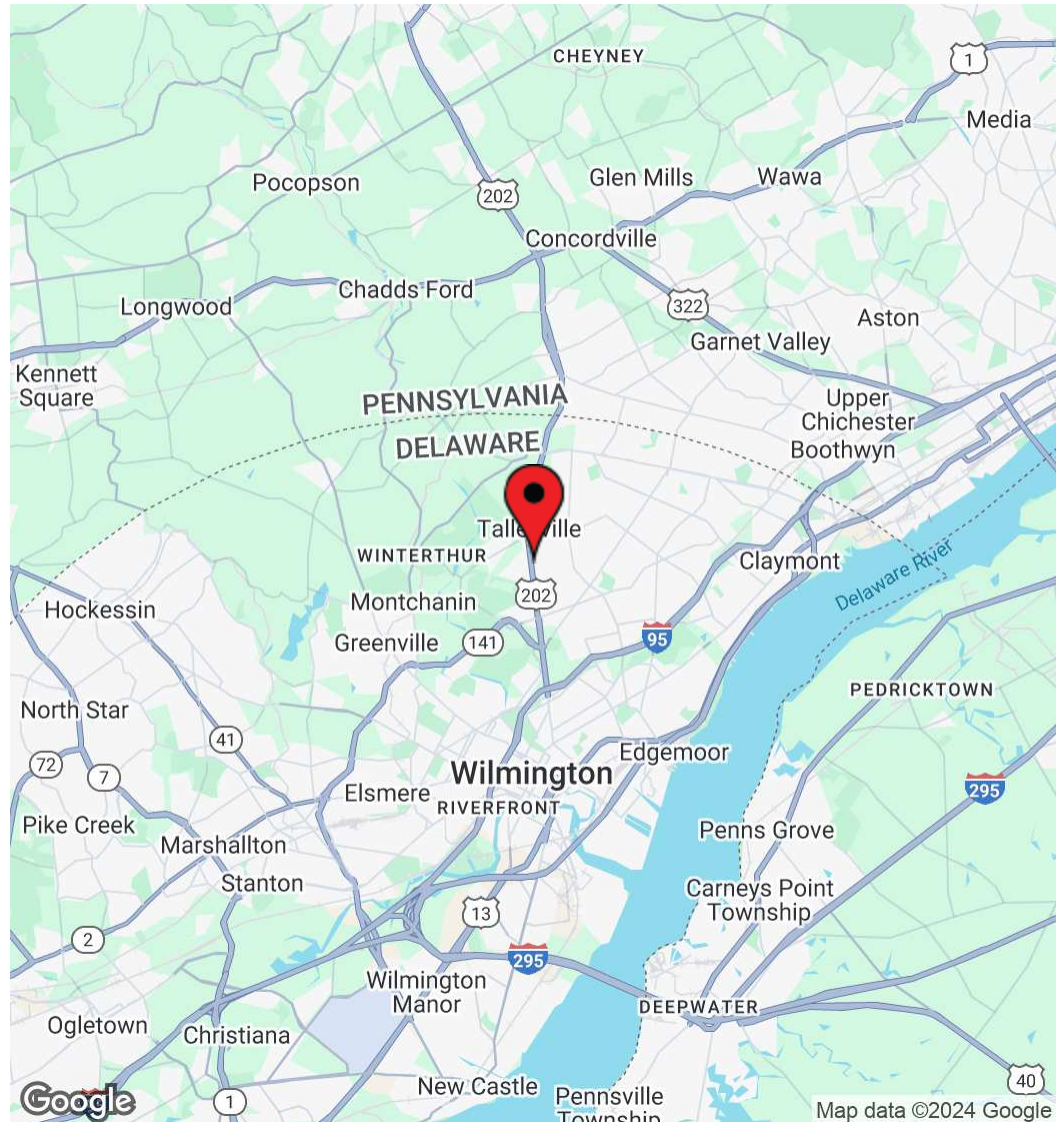 CHEYNEY
1
Media
Pocopson
Glen Mills
Wawa
202
Concordville
Chadds Ford
Longwood
322
Aston
Garnet Valley
Kennett
Square
PENNSYLVANIA
Upper
Chichester
DELAWARE
Boothwyn
WINTERTHUR
Claymont
Delaware River
202
Hockessin
Montchanin
Greenville
141
95
PEDRICKTOWN
North Star
41
72
7
Edgemoor
Wilmington
295
Elsmere
RIVERFRONT
Pike Creek
Penns Grove
Marshallton
Stanton
Carneys Point
Township
13
2
295
Wilmington
Manor
DEEPWATER
Ogletown
Christiana
New Castle
40
Pennsville
Township
1
Google
Map data ©2024 Google